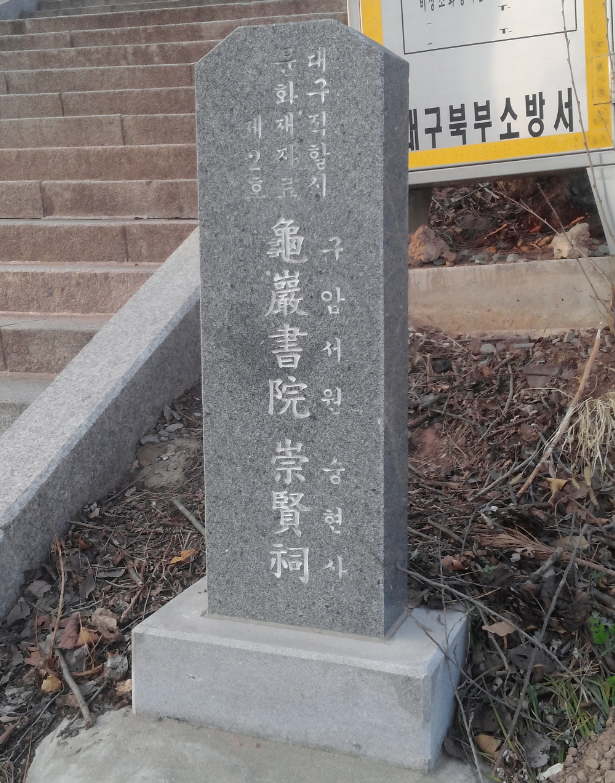 대구직할시
문화재자료
제2호
구암서원 숭현사
龜巖書院 崇賢祠
대구북부소방서